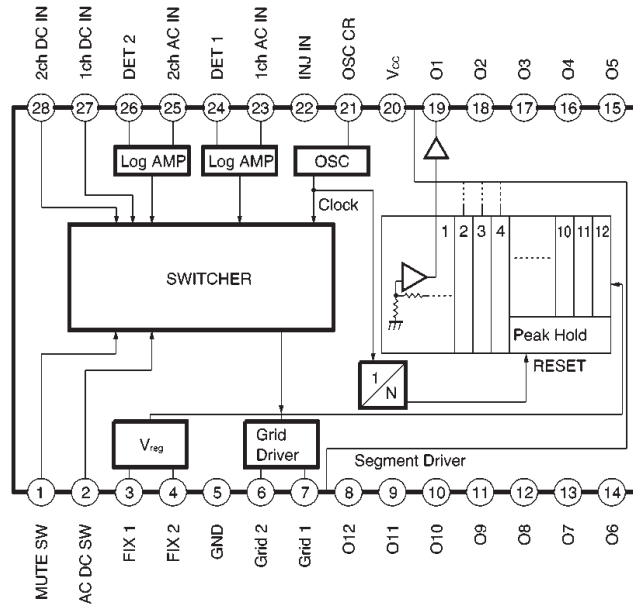 2ch DC IN
1ch DC IN
DET 2
2ch AC IN
DET 1
1ch AC IN
INJ IN
OSC CR
Vcc
O1
O2
O3
O4
O5
28 27 26 25 24 23 22 21 20 19 18 17 16 15
Log AMP
Log AMP
OSC
Clock
SWITCHER
1 2 3 4 10 11 12
Peak Hold
RESET
1/N
Vreg
Grid
Driver
Segment Driver
1 2 3 4 5 6 7 8 9 10 11 12 13 14
MUTE SW
AC DC SW
FIX 1
FIX 2
GND
Grid 2
Grid 1
O12
O11
O10
O9
O8
O7
O6